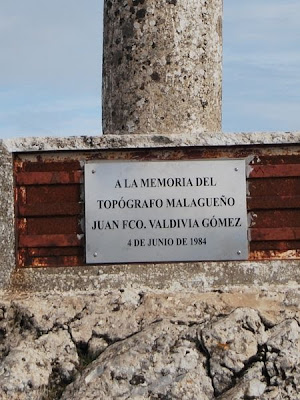 A LA MEMORIA DEL
TOPÓGRAFO MALAGUEÑO
JUAN FCO. VALDIVIA GÓMEZ
4 DE JUNIO DE 1984